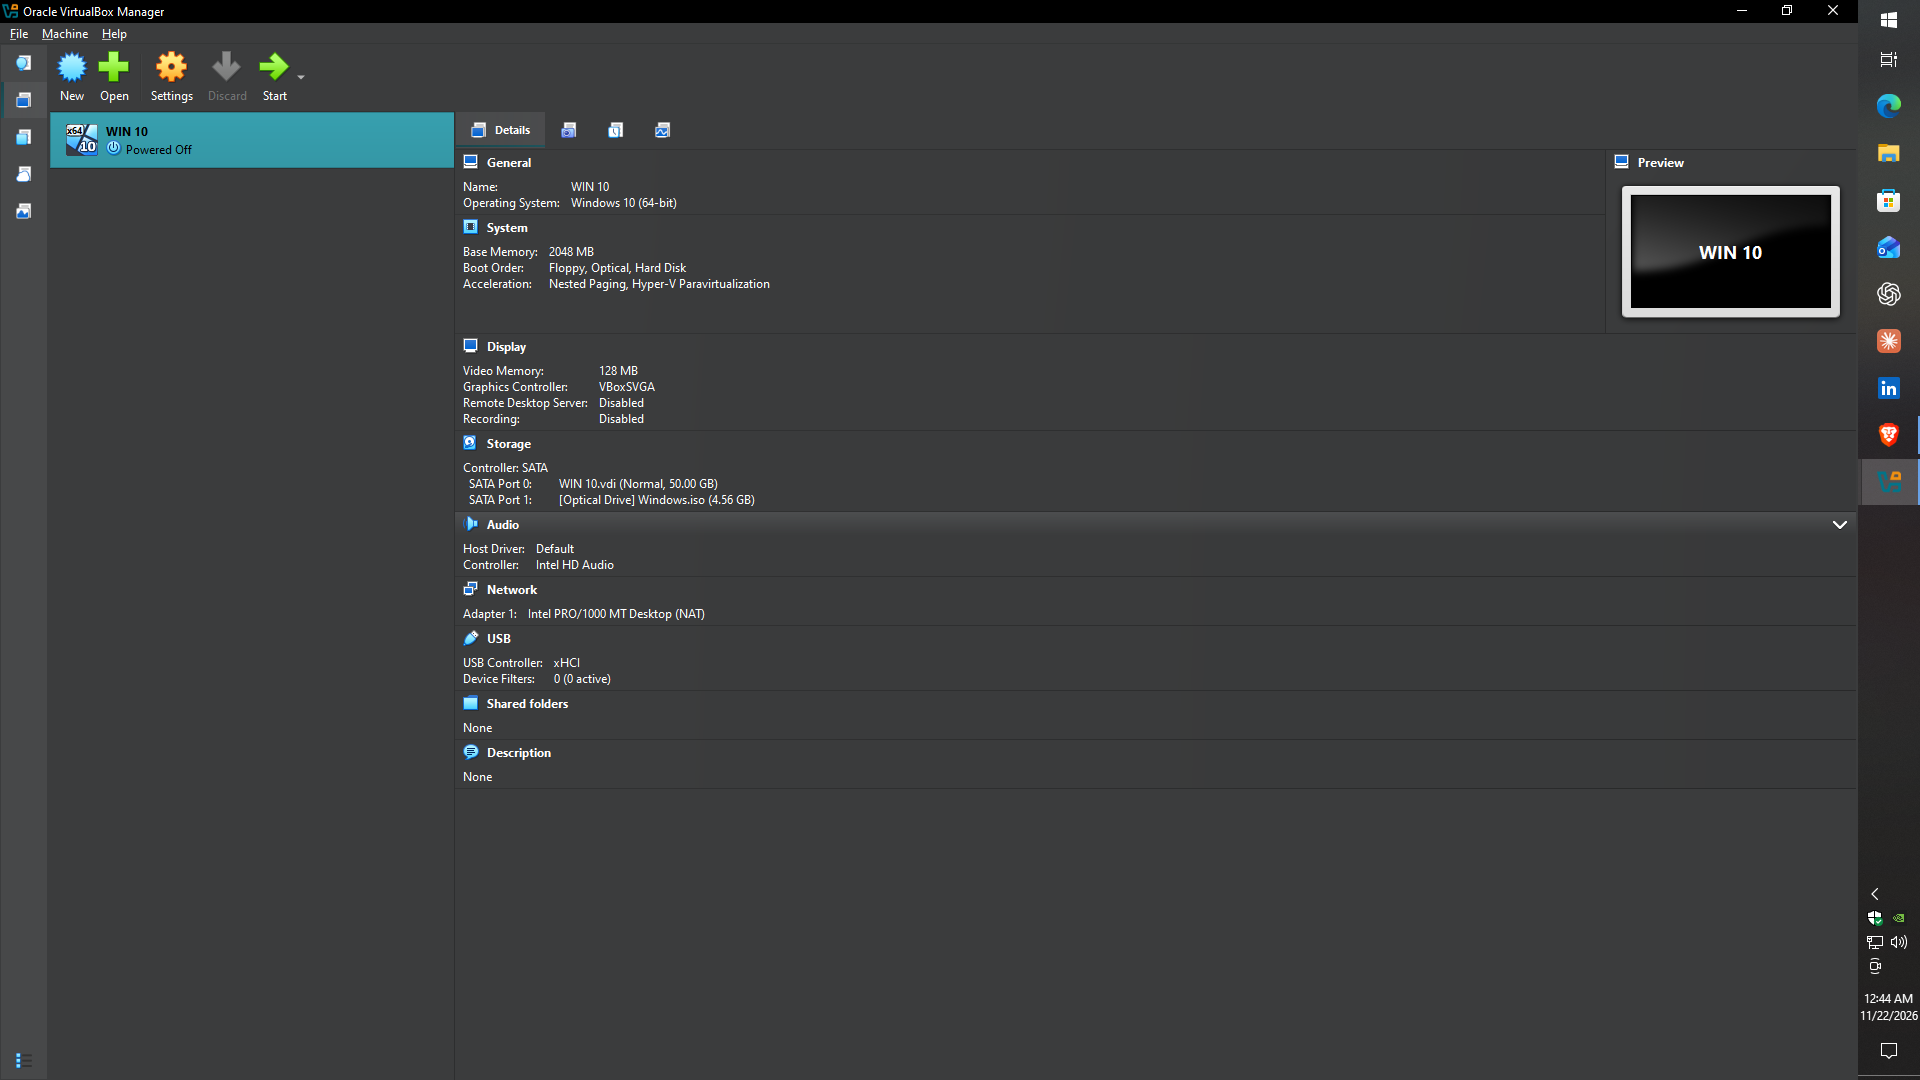 Oracle VirtualBox Manager
File Machine Help
New Open Settings Discard Start
x64
10
WIN 10
Powered Off
Details
General
Name: WIN 10
Operating System: Windows 10 (64-bit)
Preview
WIN 10
System
Base Memory: 2048 MB
Boot Order: Floppy, Optical, Hard Disk
Acceleration: Nested Paging, Hyper-V Paravirtualization
Display
Video Memory: 128 MB
Graphics Controller: VBoxSVGA
Remote Desktop Server: Disabled
Recording: Disabled
Storage
Controller: SATA
SATA Port 0: WIN 10.vdi (Normal, 50.00 GB)
SATA Port 1: [Optical Drive] Windows.iso (4.56 GB)
Audio
Host Driver: Default
Controller: Intel HD Audio
Network
Adapter 1: Intel PRO/1000 MT Desktop (NAT)
USB
USB Controller: xHCI
Device Filters: 0 (0 active)
Shared folders
None
Description
None
in
12:44 AM
11/22/2026